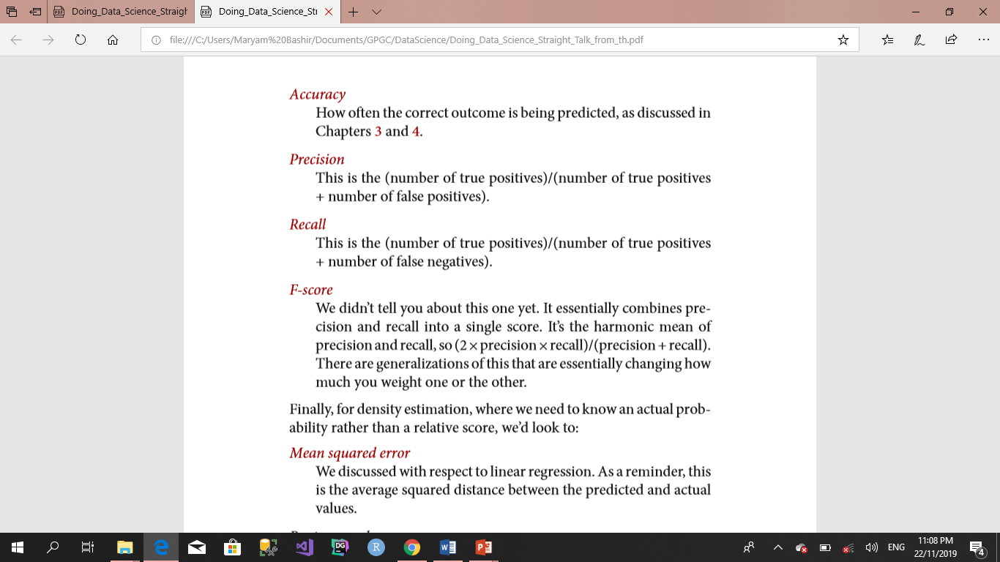 Doing_Data_Science_Straigh
Doing_Data_Science_Str
file:///C:/Users/Maryam%20Bashir/Documents/GPGC/DataScience/Doing_Data_Science_Straight_Talk_from_th.pdf
Accuracy
How often the correct outcome is being predicted, as discussed in
Chapters 3 and 4.
Precision
This is the (number of true positives)/(number of true positives
+ number of false positives).
Recall
This is the (number of true positives)/(number of true positives
+ number of false negatives).
F-score
We didn’t tell you about this one yet. It essentially combines pre-
cision and recall into a single score. It’s the harmonic mean of
precision and recall, so (2 × precision × recall)/(precision + recall).
There are generalizations of this that are essentially changing how
much you weight one or the other.
Finally, for density estimation, where we need to know an actual prob-
ability rather than a relative score, we’d look to:
Mean squared error
We discussed with respect to linear regression. As a reminder, this
is the average squared distance between the predicted and actual
values.
ENG
11:08 PM
22/11/2019
4